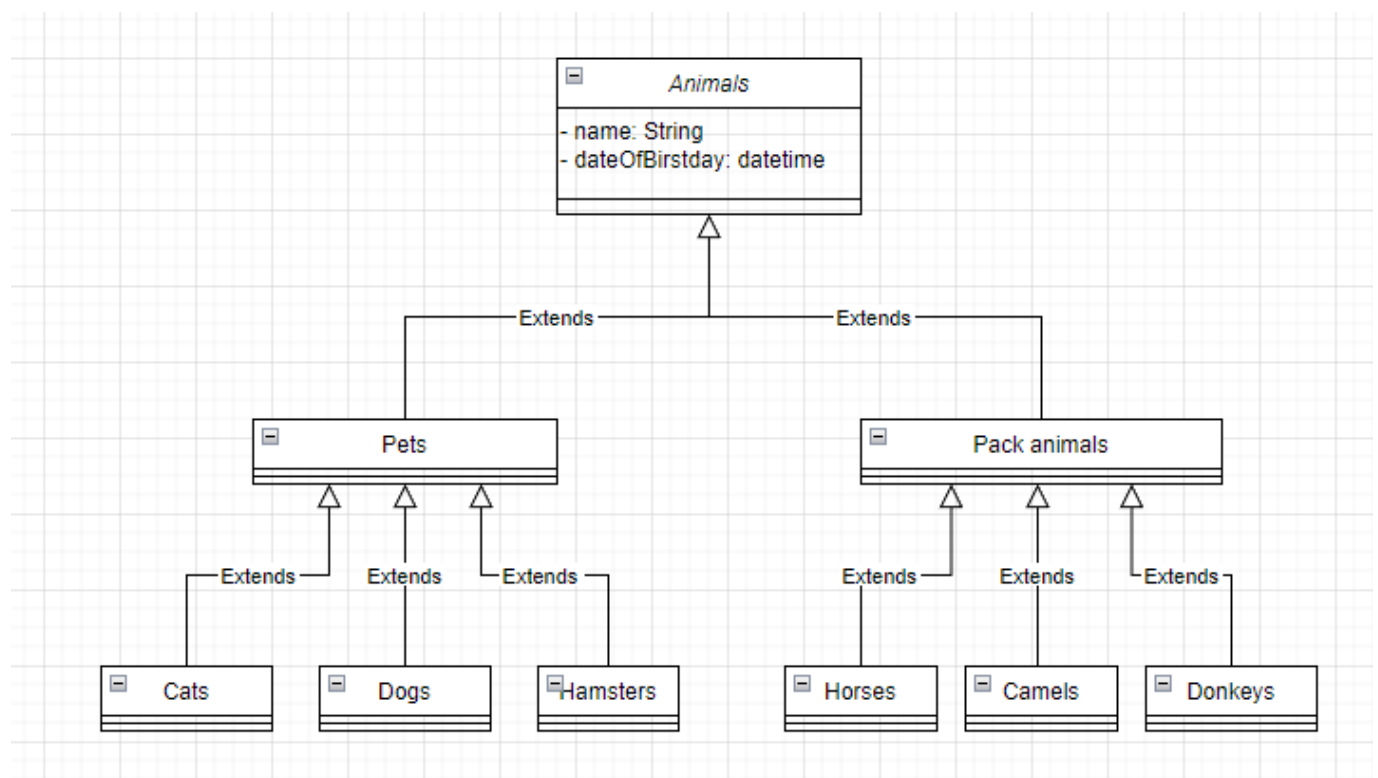 Animals
- name: String
- dateOfBirstday: datetime
Extends
Extends
Pets
Pack animals
Extends
Extends
Extends
Extends
Extends
Extends
Cats
Dogs
Hamsters
Horses
Camels
Donkeys